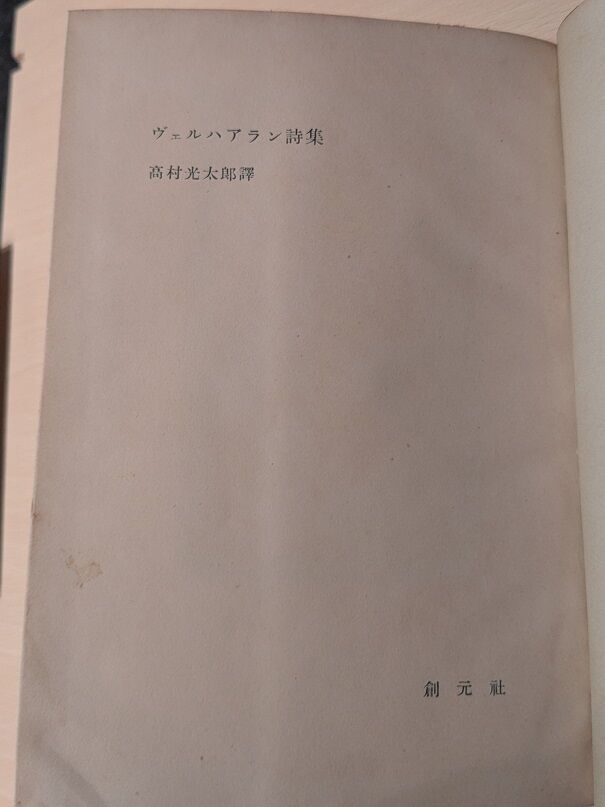 ヴェルハアラン詩集
高村光太郎譯
創元社